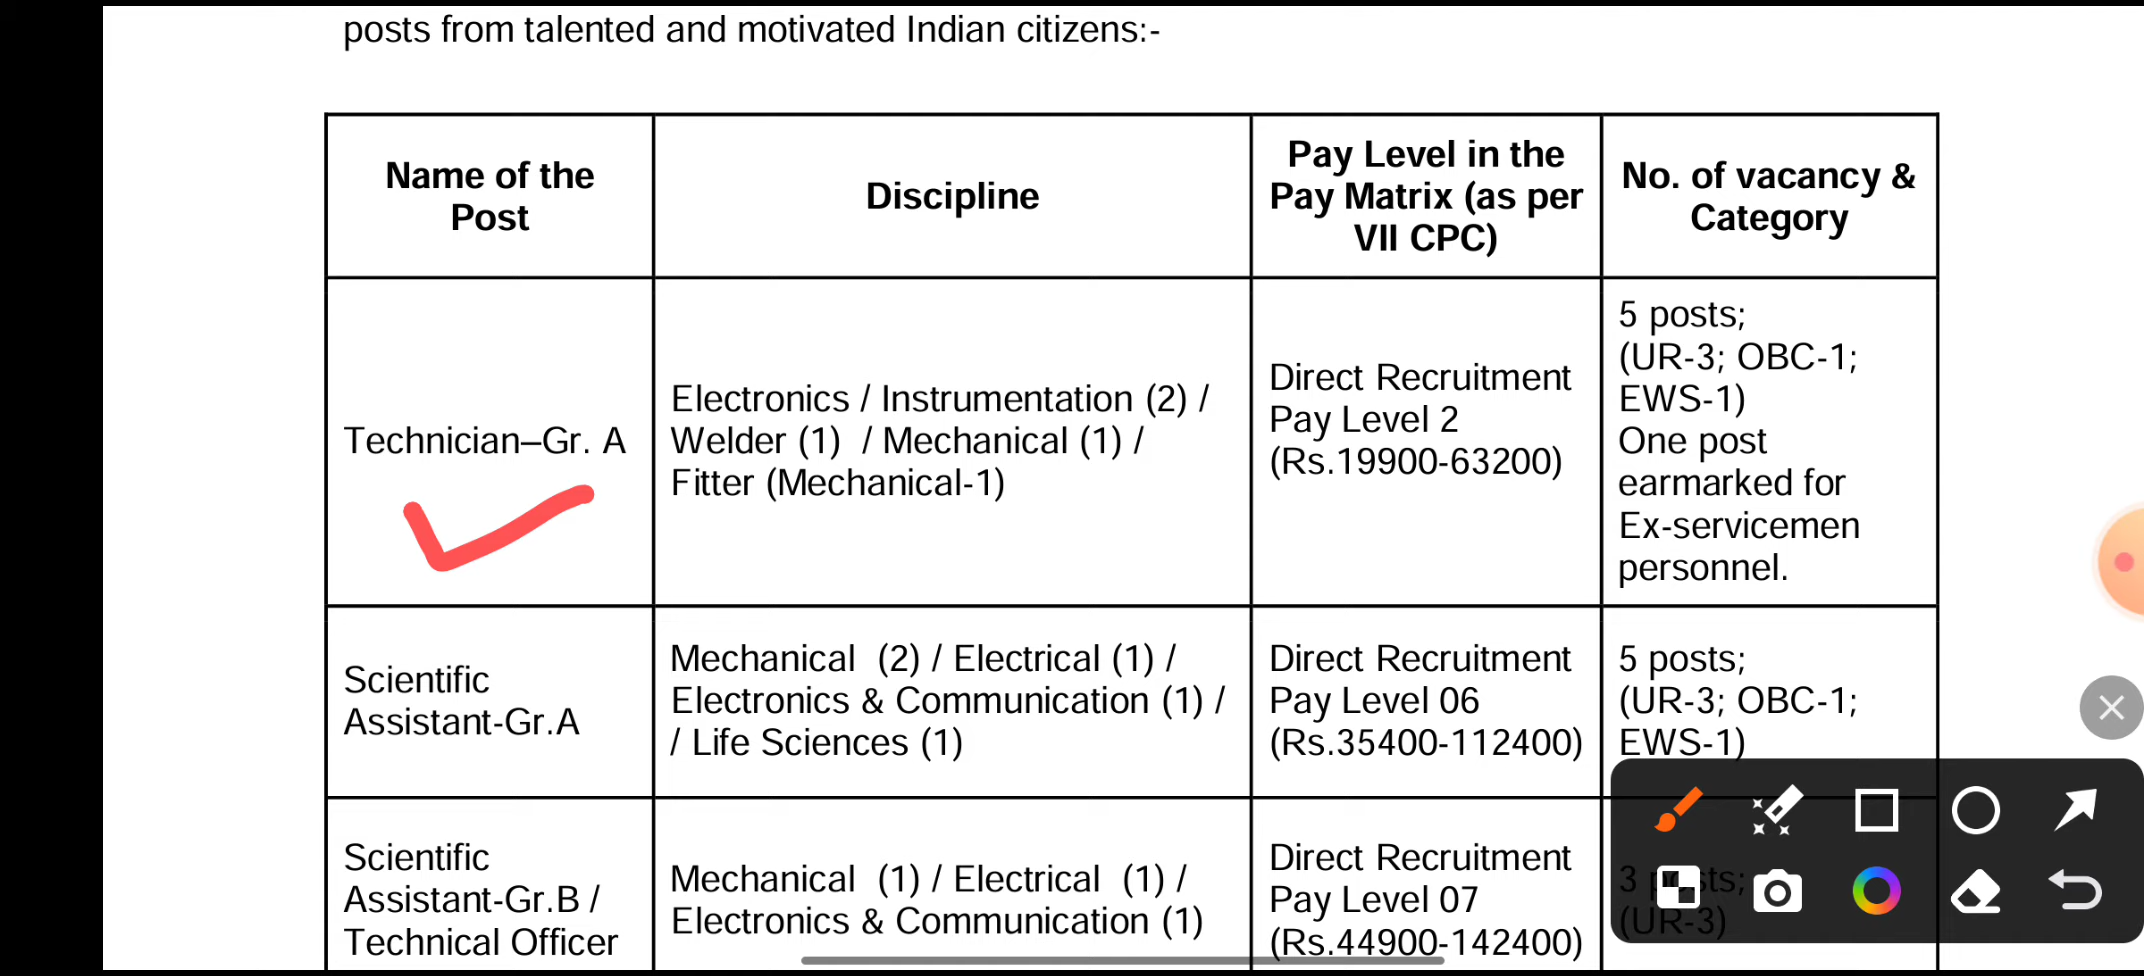 posts from talented and motivated Indian citizens:-
Name of the
Post
Discipline
Pay Level in the
Pay Matrix (as per
VII CPC)
No. of vacancy &
Category
Technician–Gr. A
Electronics / Instrumentation (2) /
Welder (1) / Mechanical (1) /
Fitter (Mechanical-1)
Direct Recruitment
Pay Level 2
(Rs.19900-63200)
5 posts;
(UR-3; OBC-1;
EWS-1)
One post
earmarked for
Ex-servicemen
personnel.
Scientific
Assistant-Gr.A
Mechanical (2) / Electrical (1) /
Electronics & Communication (1) /
/ Life Sciences (1)
Direct Recruitment
Pay Level 06
(Rs.35400-112400)
5 posts;
(UR-3; OBC-1;
EWS-1)
Scientific
Assistant-Gr.B /
Technical Officer
Mechanical (1) / Electrical (1) /
Electronics & Communication (1)
Direct Recruitment
Pay Level 07
(Rs.44900-142400)
3 posts;
(UR-3)